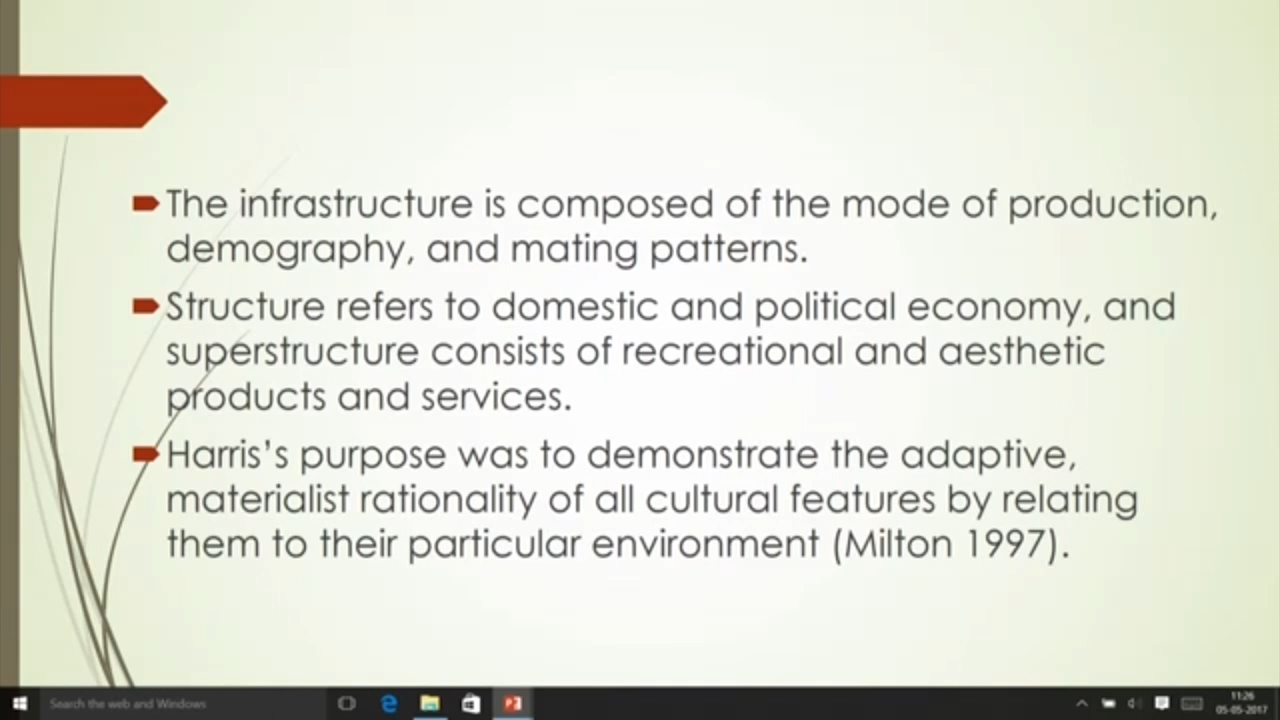 The infrastructure is composed of the mode of production,
demography, and mating patterns.
Structure refers to domestic and political economy, and
superstructure consists of recreational and aesthetic
products and services.
Harris's purpose was to demonstrate the adaptive,
materialist rationality of all cultural features by relating
them to their particular environment (Milton 1997).
Search the web and Windows
11:26
05-05-2017